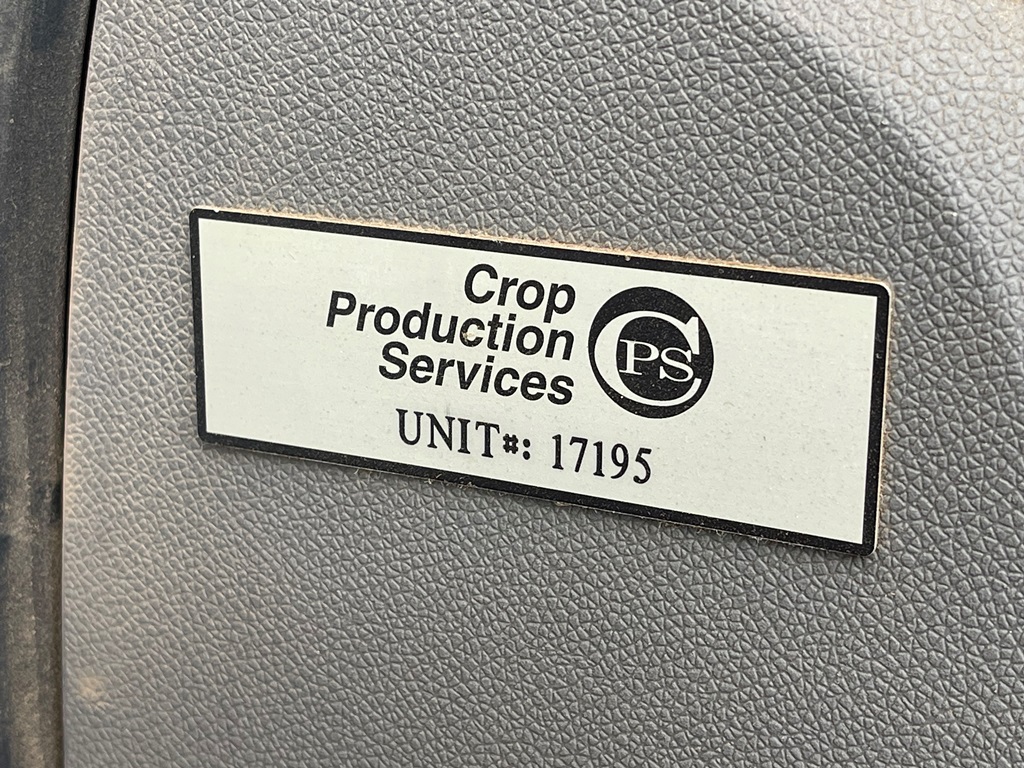 Crop
Production
Services
CPS
UNIT#: 17195